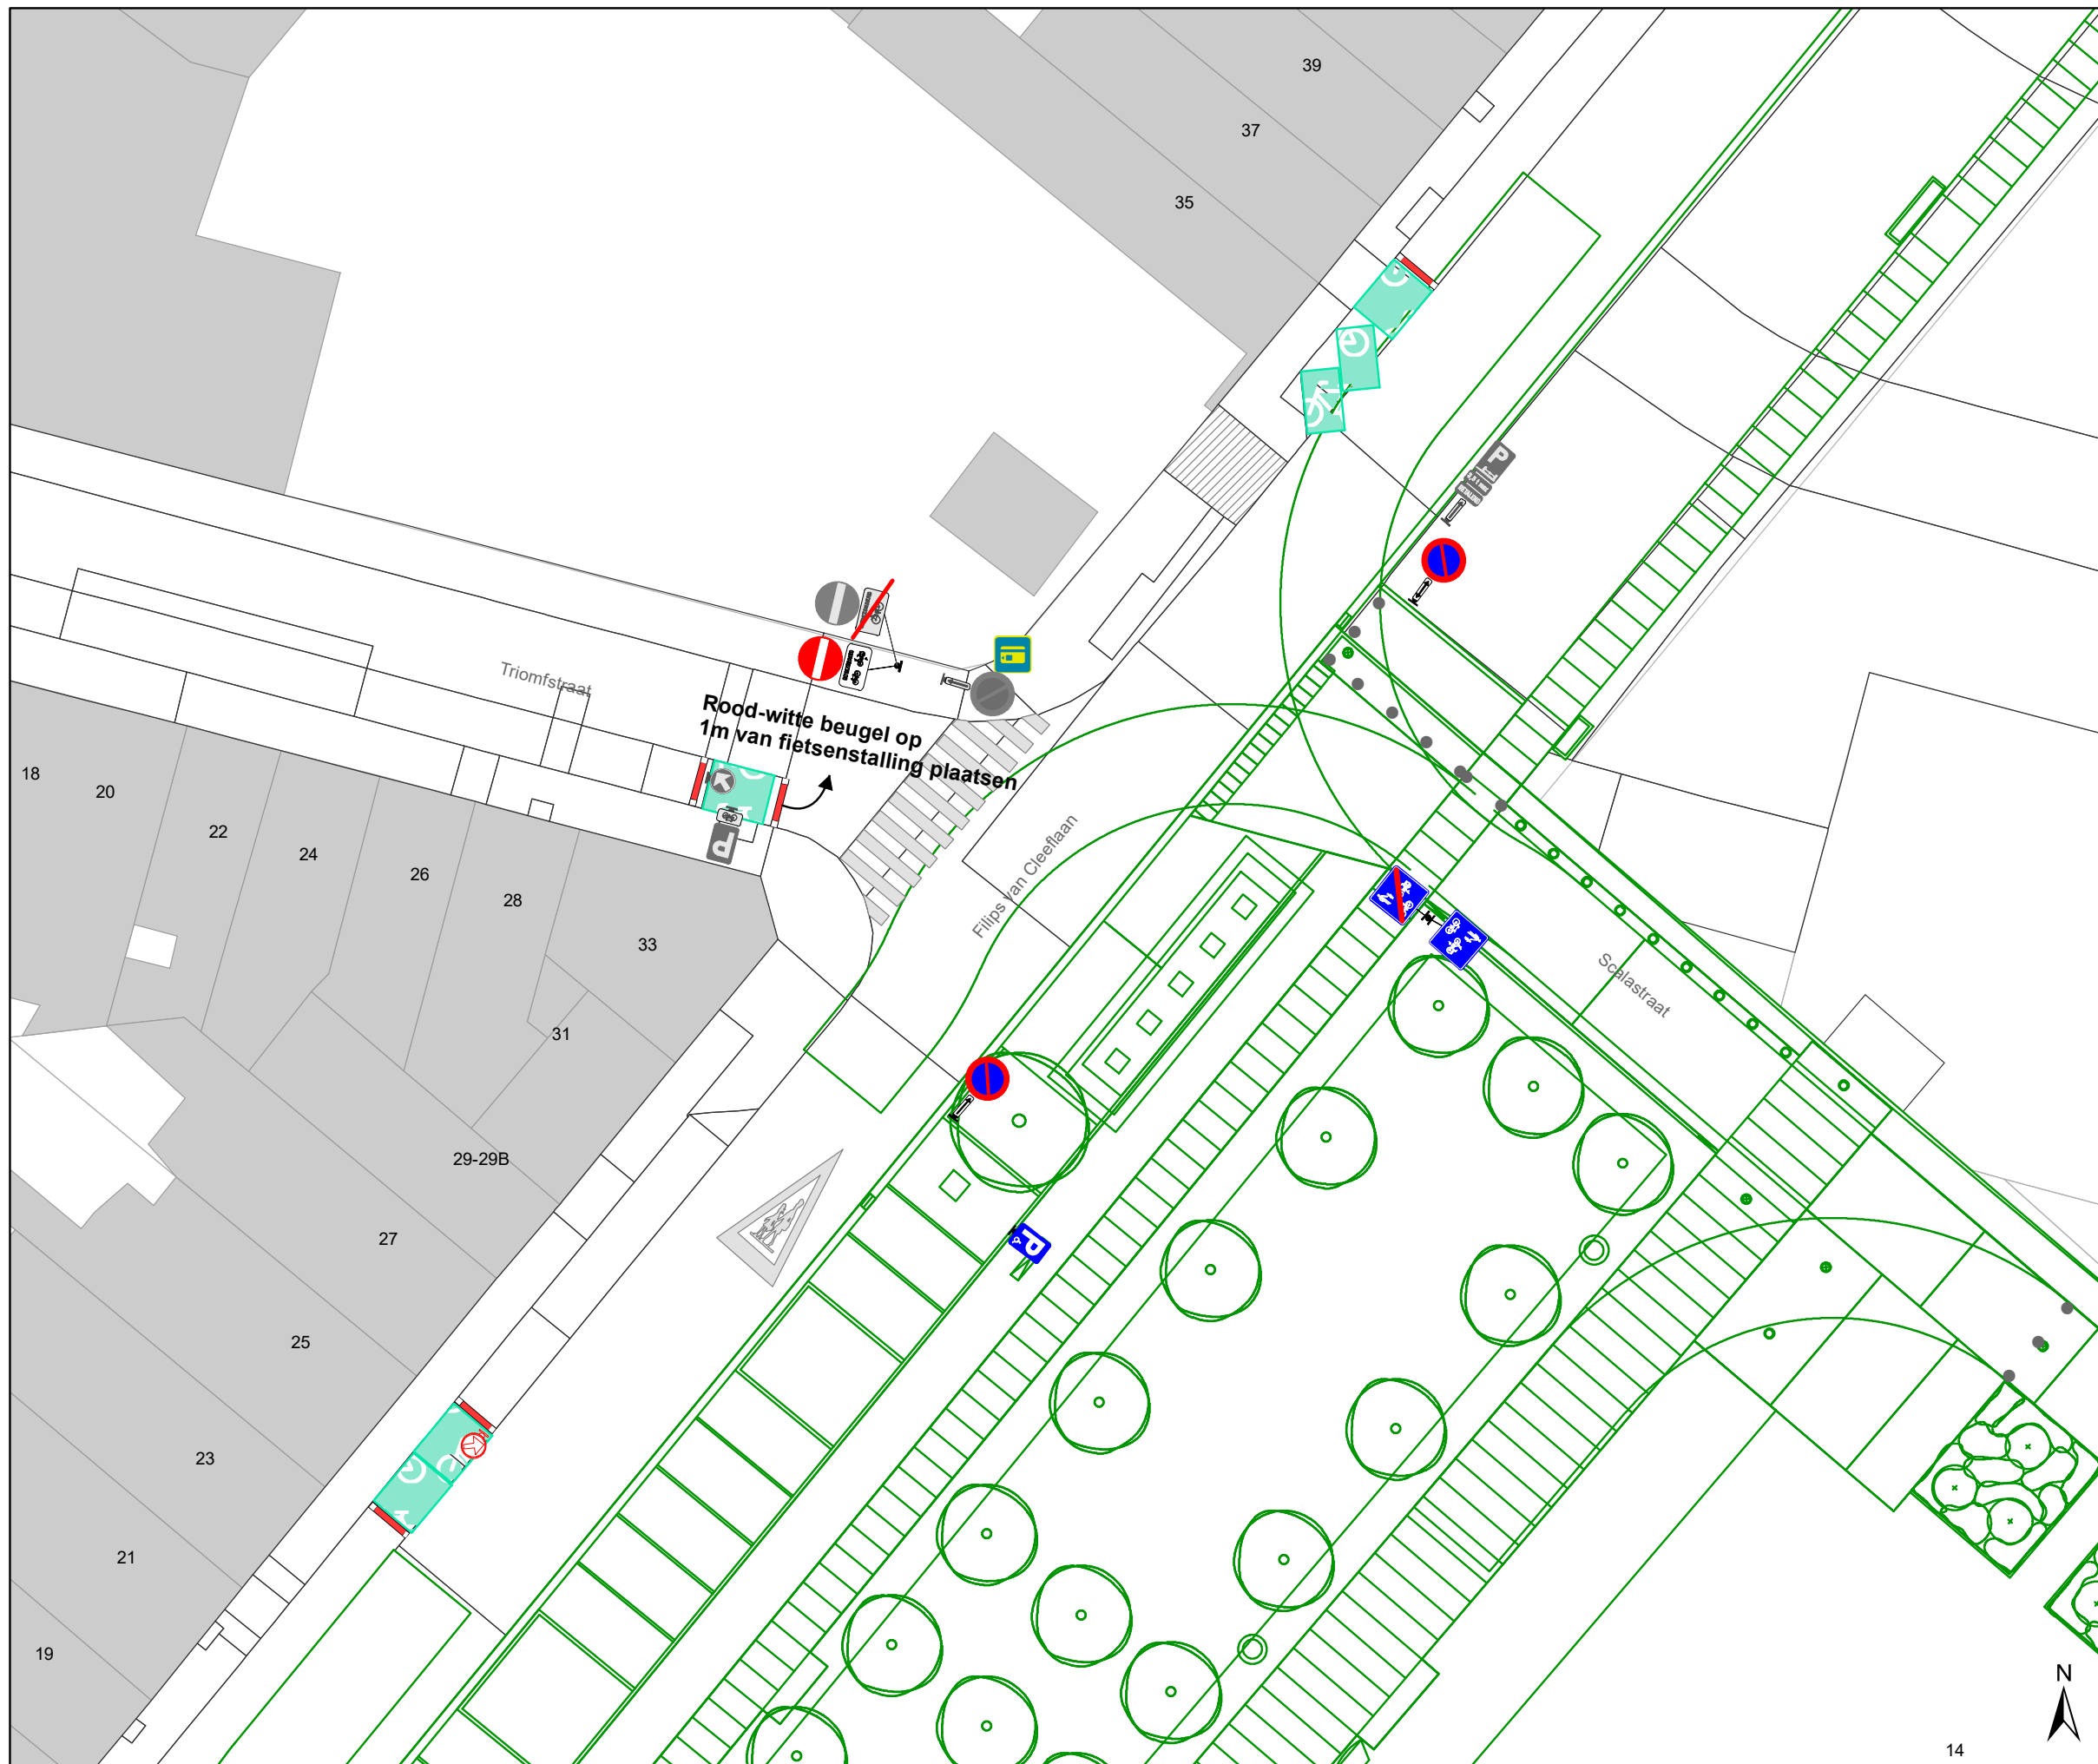 39
37
35
Triomfstraat
Rood-witte beugel op
1m van fietsenstalling plaatsen
18
20
22
24
26
28
33
31
Filips van Cleeflaan
Scalastraat
29-29B
27
25
23
21
19
P
P
P
N
14